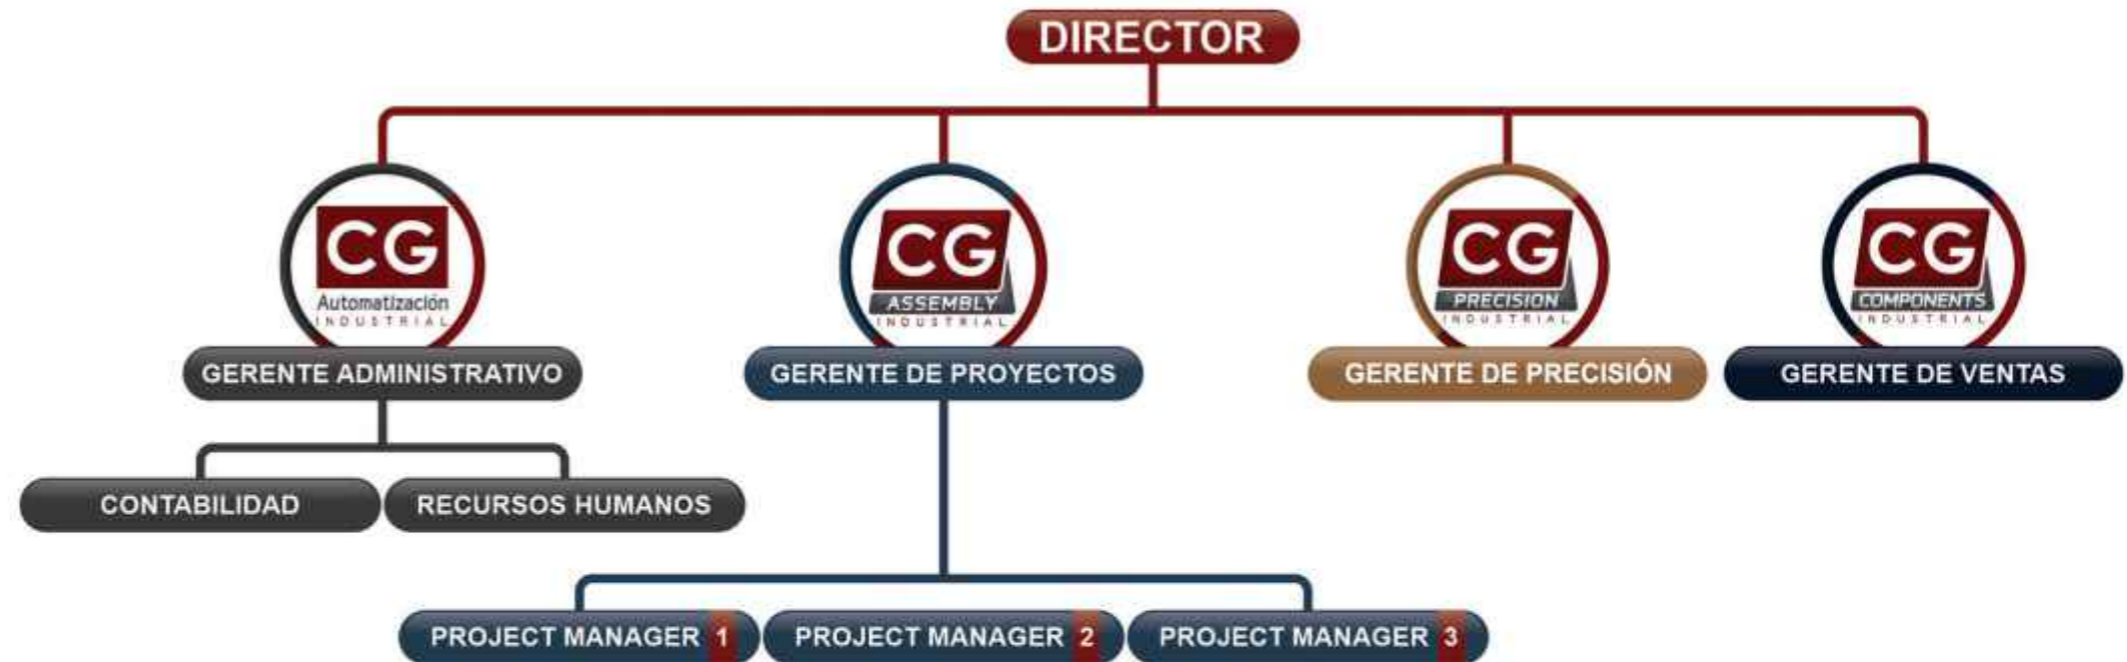 DIRECTOR
CG
Automatización
INDUSTRIAL
GERENTE ADMINISTRATIVO
CG
ASSEMBLY
INDUSTRIAL
GERENTE DE PROYECTOS
CG
PRECISION
INDUSTRIAL
GERENTE DE PRECISIÓN
CG
COMPONENTS
INDUSTRIAL
GERENTE DE VENTAS
CONTABILIDAD
RECURSOS HUMANOS
PROJECT MANAGER 1
PROJECT MANAGER 2
PROJECT MANAGER 3